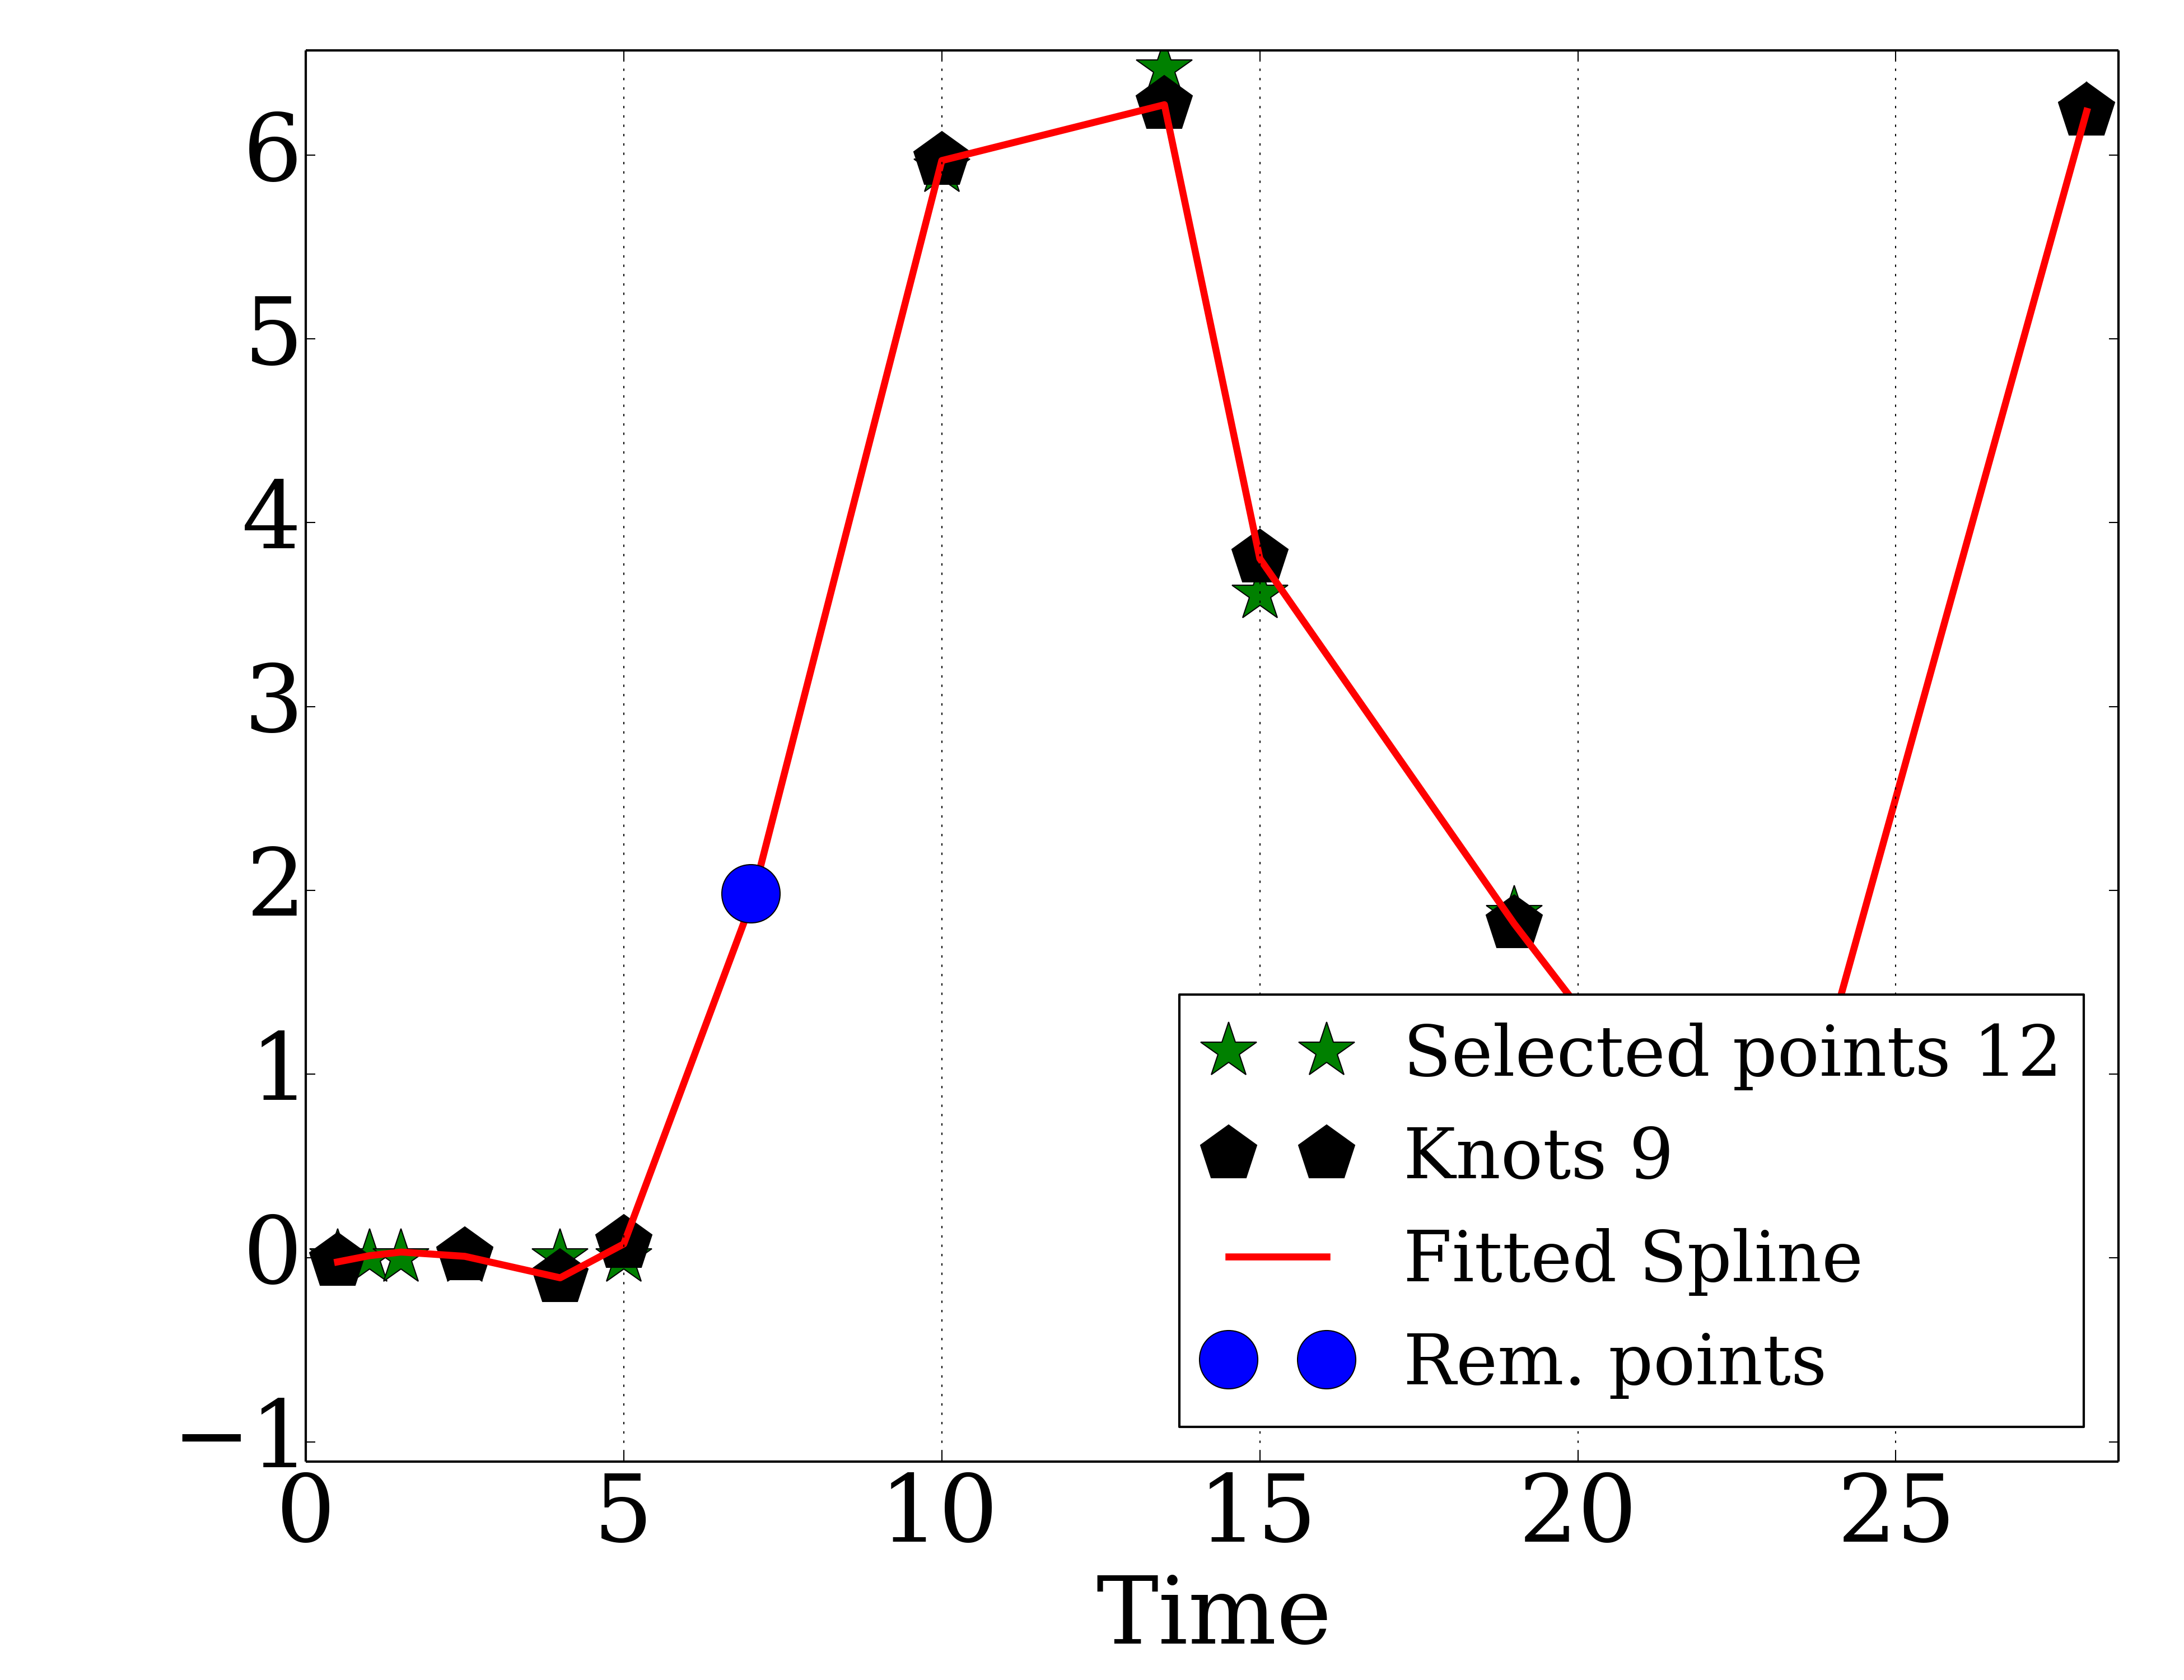 6
5
4
3
2
1
0
−1
Selected points 12
Knots 9
Fitted Spline
Rem. points
0 5 10 15 20 25
Time